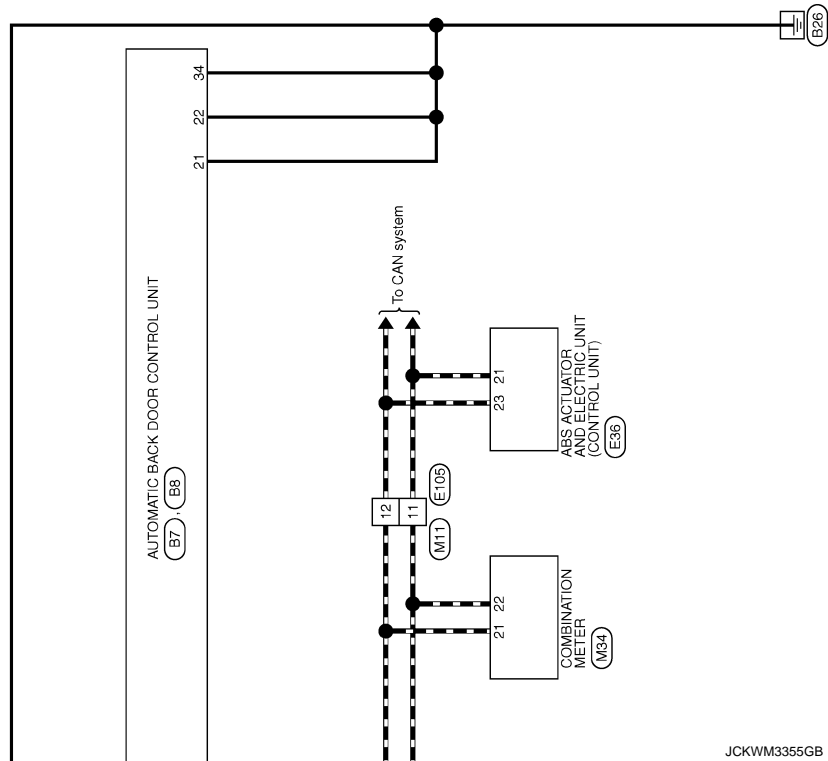 B26
34
22
21
AUTOMATIC BACK DOOR CONTROL UNIT
B7 , B8
To CAN system
21
23
ABS ACTUATOR
AND ELECTRIC UNIT
(CONTROL UNIT)
E36
12
11
E105
M11
22
21
COMBINATION
METER
M34
JCKWM3355GB